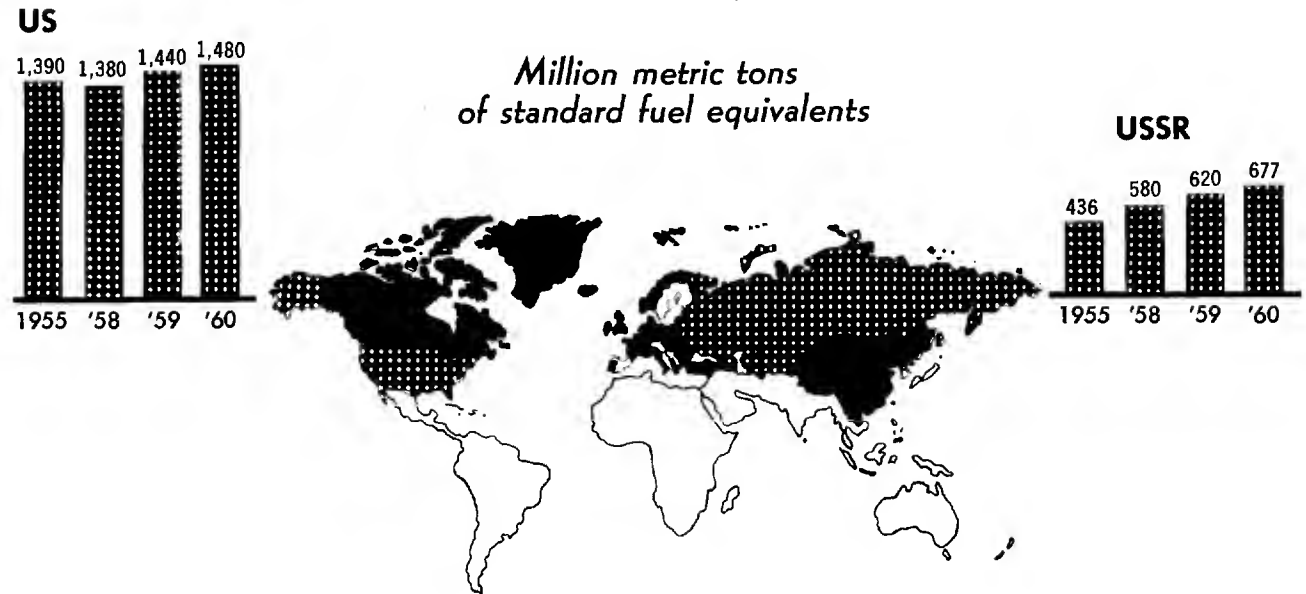 US
1,390 1,380 1,440 1,480
1955 '58 '59 '60
Million metric tons
of standard fuel equivalents
USSR
436 580 620 677
1955 '58 '59 '60